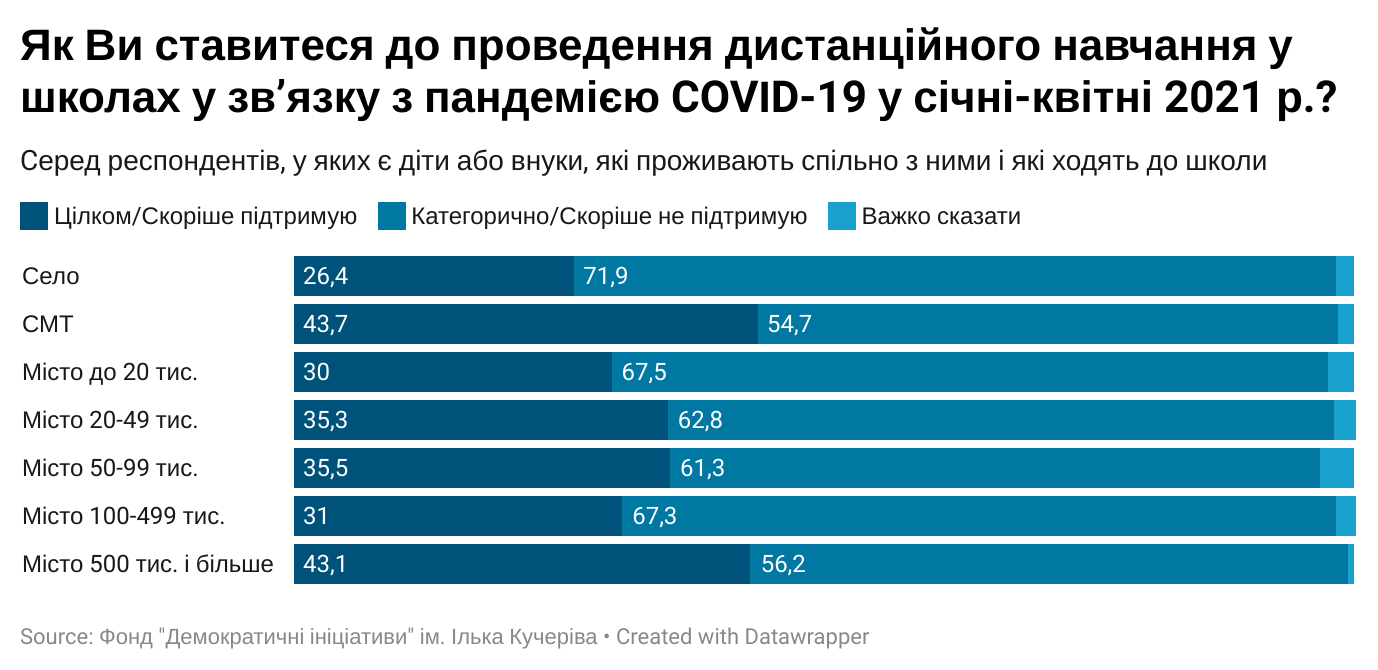 Як Ви ставитеся до проведення дистанційного навчання у
школах у зв’язку з пандемією COVID-19 у січні-квітні 2021 р.?
Серед респондентів, у яких є діти або внуки, які проживають спільно з ними і які ходять до школи
Цілком/Скоріше підтримую Категорично/Скоріше не підтримую Важко сказати
Село 26,4 71,9
СМТ 43,7 54,7
Місто до 20 тис. 30 67,5
Місто 20-49 тис. 35,3 62,8
Місто 50-99 тис. 35,5 61,3
Місто 100-499 тис. 31 67,3
Місто 500 тис. і більше 43,1 56,2
Source: Фонд "Демократичні ініціативи" ім. Ілька Кучеріва • Created with Datawrapper